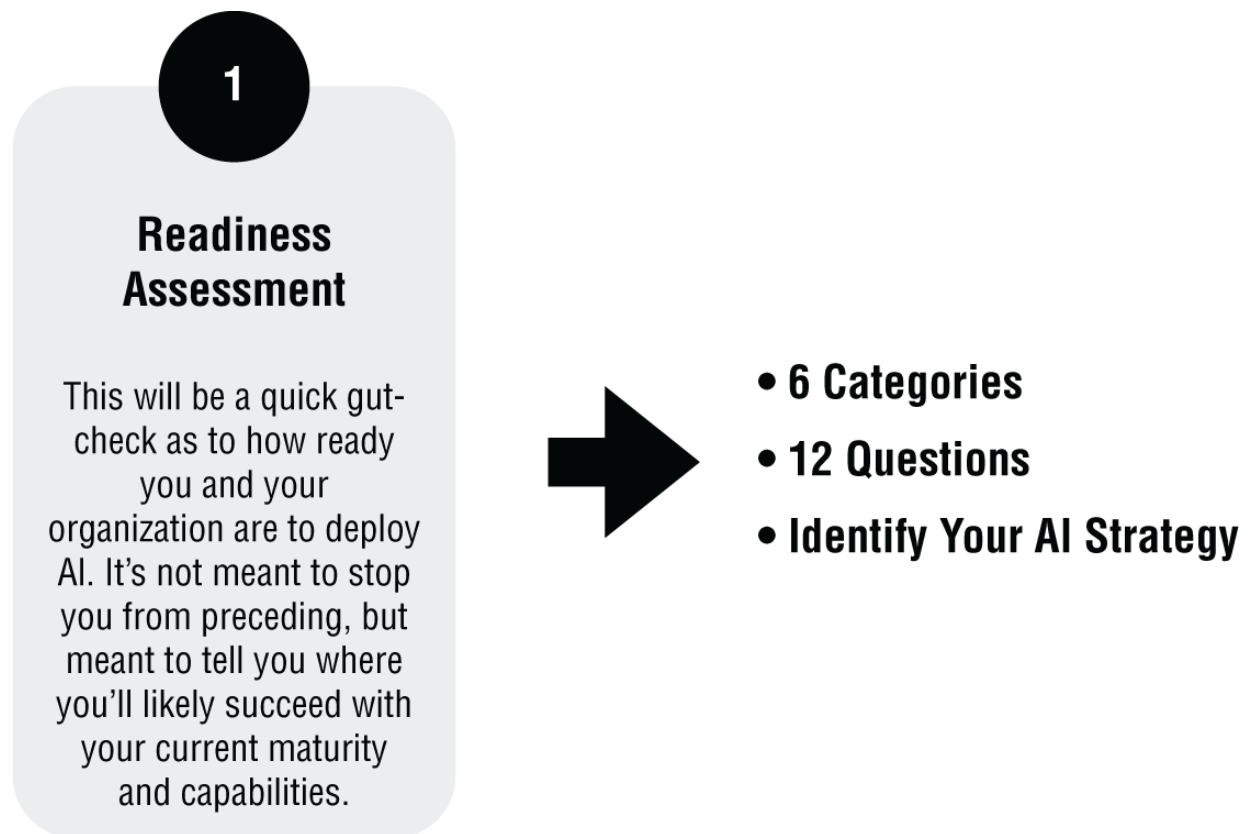 1
Readiness
Assessment
This will be a quick gut-
check as to how ready
you and your
organization are to deploy
AI. It’s not meant to stop
you from preceding, but
meant to tell you where
you’ll likely succeed with
your current maturity
and capabilities.
• 6 Categories
• 12 Questions
• Identify Your AI Strategy